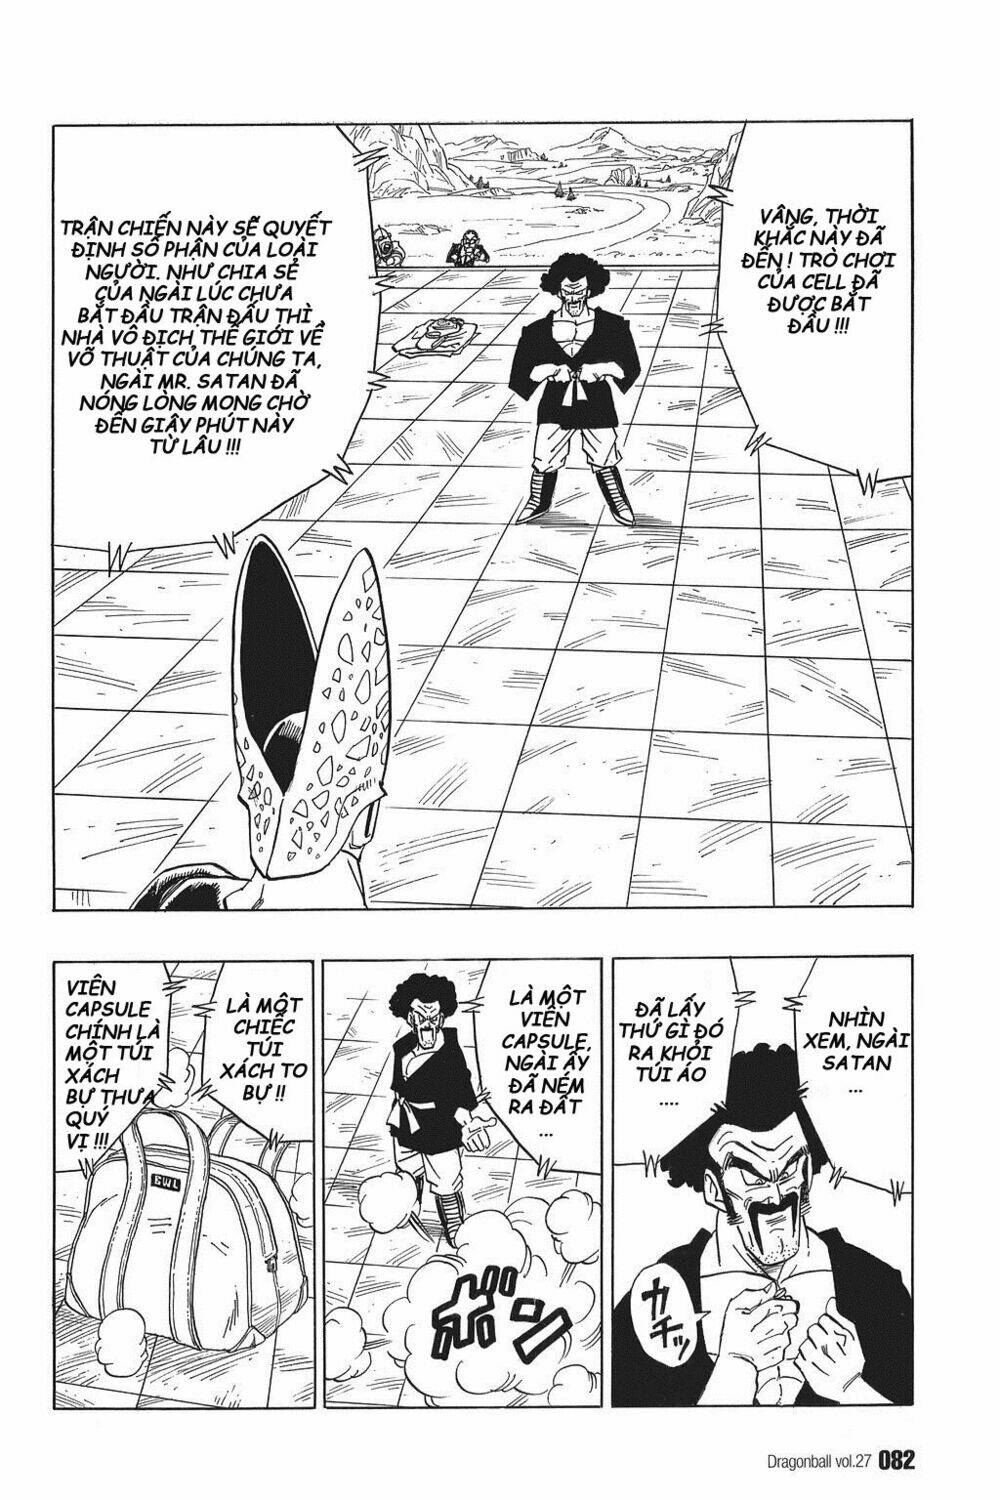 VÂNG, THỜI
KHẮC NÀY ĐÃ
ĐẾN ! TRÒ CHƠI
CỦA CELL ĐÃ
ĐƯỢC BẮT
ĐẦU !!!
TRẬN CHIẾN NÀY SẼ QUYẾT
ĐỊNH SỐ PHẬN CỦA LOÀI
NGƯỜI. NHƯ CHIA SẺ
CỦA NGÀI LÚC CHƯA
BẮT ĐẦU TRẬN ĐẤU THÌ
NHÀ VÔ ĐỊCH THẾ GIỚI VỀ
VÕ THUẬT CỦA CHÚNG TA,
NGÀI MR. SATAN ĐÃ
NÓNG LÒNG MONG CHỜ
ĐẾN GIÂY PHÚT NÀY
TỪ LÂU !!!
NHÌN
XEM, NGÀI
SATAN
...
ĐÃ LẤY
THỨ GÌ ĐÓ
RA KHỎI
TÚI ÁO
....
カチッ
LÀ MỘT
VIÊN
CAPSULE,
NGÀI ẤY
ĐÃ NÉM
RA ĐẤT
...
ボン
LÀ MỘT
CHIẾC
TÚI
XÁCH TO
BỰ !!
VIÊN
CAPSULE
CHÍNH LÀ
MỘT TÚI
XÁCH
BỰ THƯA
QUÝ
VỊ !!!
BWL
Dragonball vol.27 082